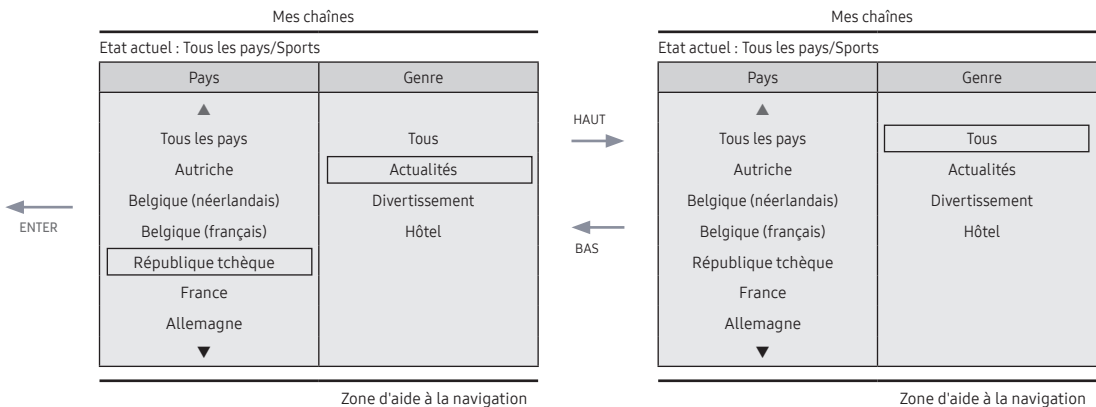 Mes chaînes
Etat actuel : Tous les pays/Sports
Pays Genre
▲
Tous les pays Tous
Autriche Actualités
Belgique (néerlandais) Divertissement
Belgique (français) Hôtel
République tchèque
France
Allemagne
▼
Zone d'aide à la navigation
ENTER
HAUT
BAS
Mes chaînes
Etat actuel : Tous les pays/Sports
Pays Genre
▲
Tous les pays Tous
Autriche Actualités
Belgique (néerlandais) Divertissement
Belgique (français) Hôtel
République tchèque
France
Allemagne
▼
Zone d'aide à la navigation